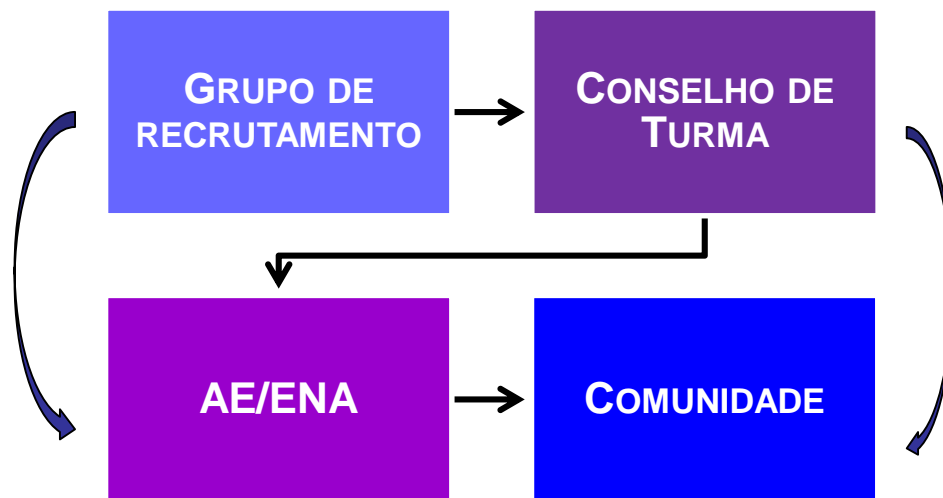 GRUPO DE
RECRUTAMENTO
CONSELHO DE
TURMA
AE/ENA
COMUNIDADE